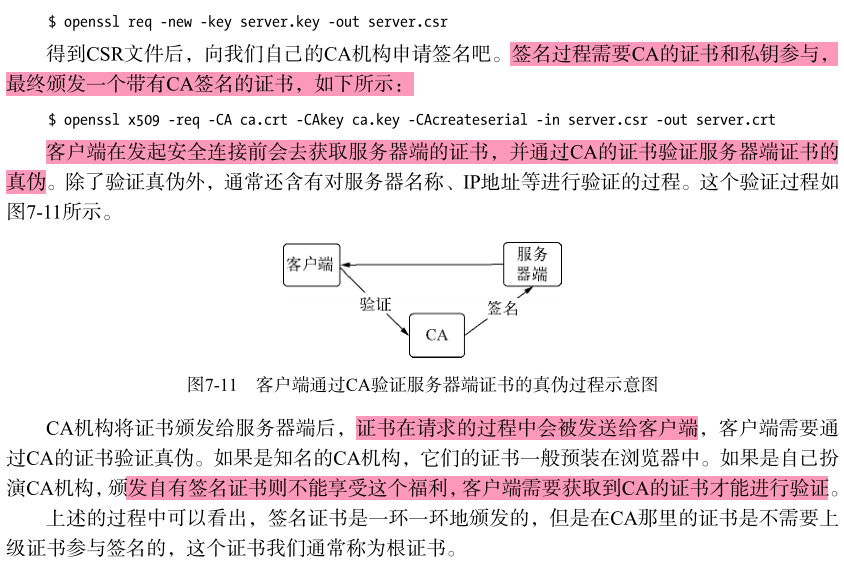 $ openssl req -new -key server.key -out server.csr
得到CSR文件后，向我们自己的CA机构申请签名吧。签名过程需要CA的证书和私钥参与，
最终颁发一个带有CA签名的证书，如下所示：
$ openssl x509 -req -CA ca.crt -CAkey ca.key -CAcreateserial -in server.csr -out server.crt
客户端在发起安全连接前会去获取服务器端的证书，并通过CA的证书验证服务器端证书的
真伪。除了验证真伪外，通常还含有对服务器名称、IP地址等进行验证的过程。这个验证过程如
图7-11所示。
客户端
服务
器端
验证
签名
CA
图7-11 客户端通过CA验证服务器端证书的真伪过程示意图
CA机构将证书颁发给服务器端后，证书在请求的过程中会被发送给客户端，客户端需要通
过CA的证书验证真伪。如果是知名的CA机构，它们的证书一般预装在浏览器中。如果是自己扮
演CA机构，颁发自有签名证书则不能享受这个福利，客户端需要获取到CA的证书才能进行验证。
上述的过程中可以看出，签名证书是一环一环地颁发的，但是在CA那里的证书是不需要上
级证书参与签名的，这个证书我们通常称为根证书。